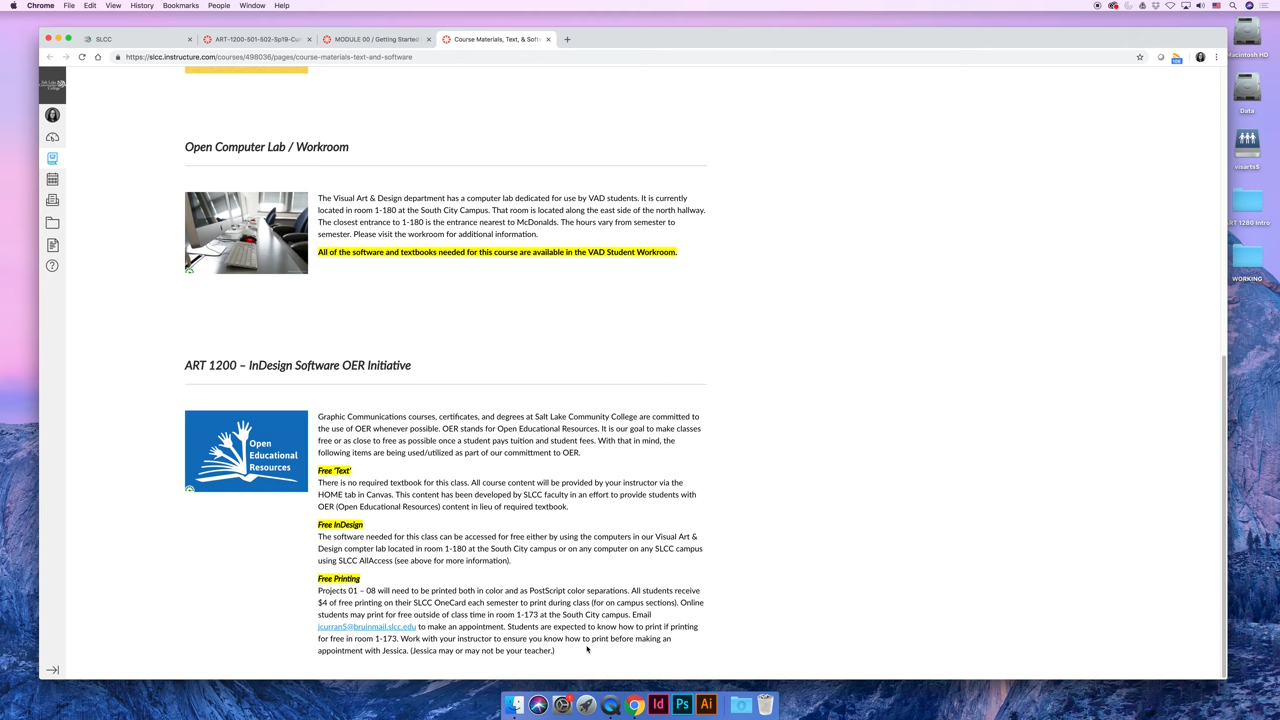 Chrome File Edit View History Bookmarks People Window Help
SLCC
ART-1200-501-502-Sp19-Cur
MODULE 00 / Getting Started
Course Materials, Text, & Soft
https://slcc.instructure.com/courses/498036/pages/course-materials-text-and-software
Macintosh HD
Data
visarts5
ART 1280 Intro
WORKING
Open Computer Lab / Workroom
The Visual Art & Design department has a computer lab dedicated for use by VAD students. It is currently
located in room 1-180 at the South City Campus. That room is located along the east side of the north hallway.
The closest entrance to 1-180 is the entrance nearest to McDonalds. The hours vary from semester to
semester. Please visit the workroom for additional information.
All of the software and textbooks needed for this course are available in the VAD Student Workroom.
ART 1200 – InDesign Software OER Initiative
Open
Educational
Resources
Graphic Communications courses, certificates, and degrees at Salt Lake Community College are committed to
the use of OER whenever possible. OER stands for Open Educational Resources. It is our goal to make classes
free or as close to free as possible once a student pays tuition and student fees. With that in mind, the
following items are being used/utilized as part of our committment to OER.
Free 'Text'
There is no required textbook for this class. All course content will be provided by your instructor via the
HOME tab in Canvas. This content has been developed by SLCC faculty in an effort to provide students with
OER (Open Educational Resources) content in lieu of required textbook.
Free InDesign
The software needed for this class can be accessed for free either by using the computers in our Visual Art &
Design compter lab located in room 1-180 at the South City campus or on any computer on any SLCC campus
using SLCC AllAccess (see above for more information).
Free Printing
Projects 01 – 08 will need to be printed both in color and as PostScript color separations. All students receive
$4 of free printing on their SLCC OneCard each semester to print during class (for on campus sections). Online
students may print for free outside of class time in room 1-173 at the South City campus. Email
jcurran5@bruinmail.slcc.edu to make an appointment. Students are expected to know how to print if printing
for free in room 1-173. Work with your instructor to ensure you know how to print before making an
appointment with Jessica. (Jessica may or may not be your teacher.)
Id Ps Ai